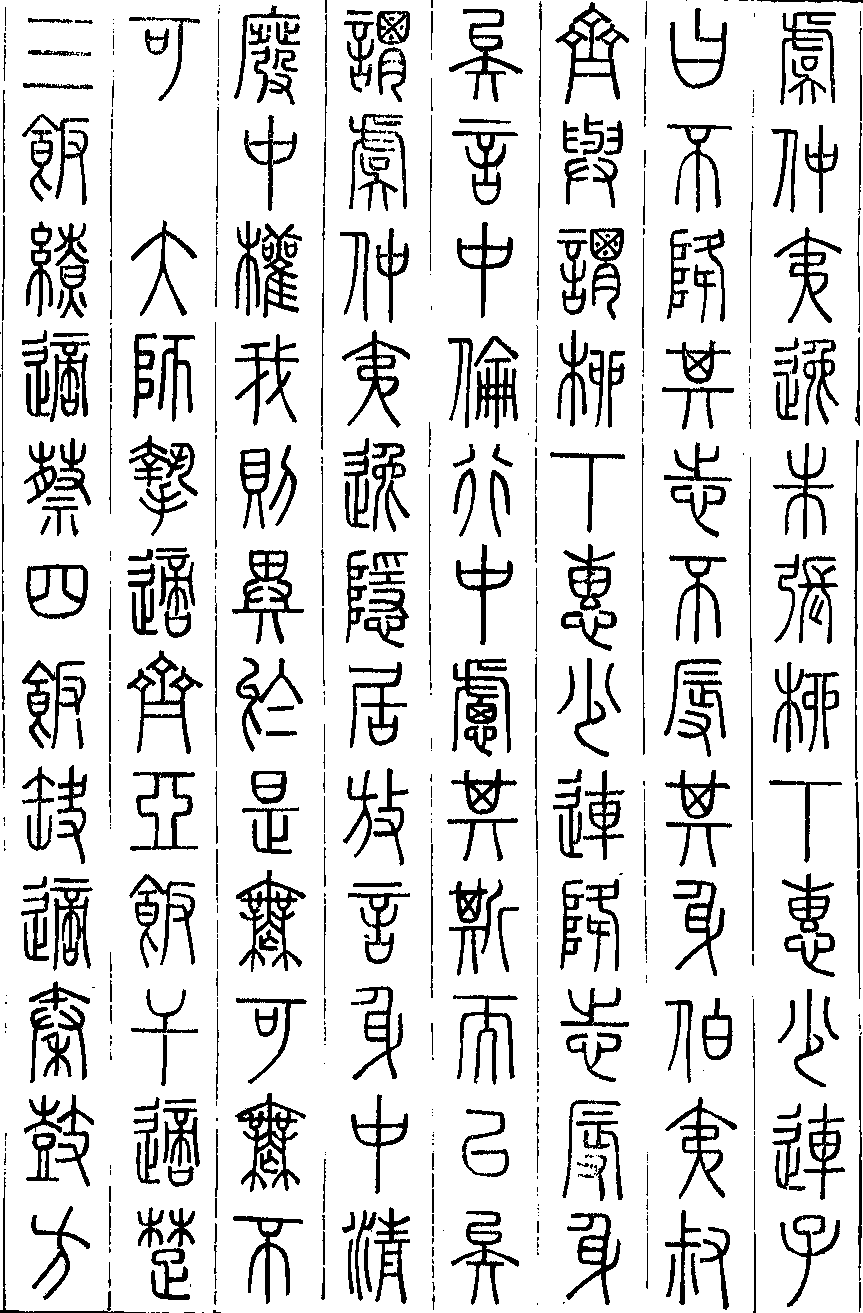 虞仲夷逸朱張柳下惠少連子
曰不降其志不辱其身伯夷叔
齊與謂柳下惠少連降志辱身
矣言中倫行中慮其斯而已矣
謂虞仲夷逸隱居放言身中清
廢中權我則異於是無可無不
可　大師摯適齊亞飯干適楚
三飯繚適蔡四飯缺適秦鼓方